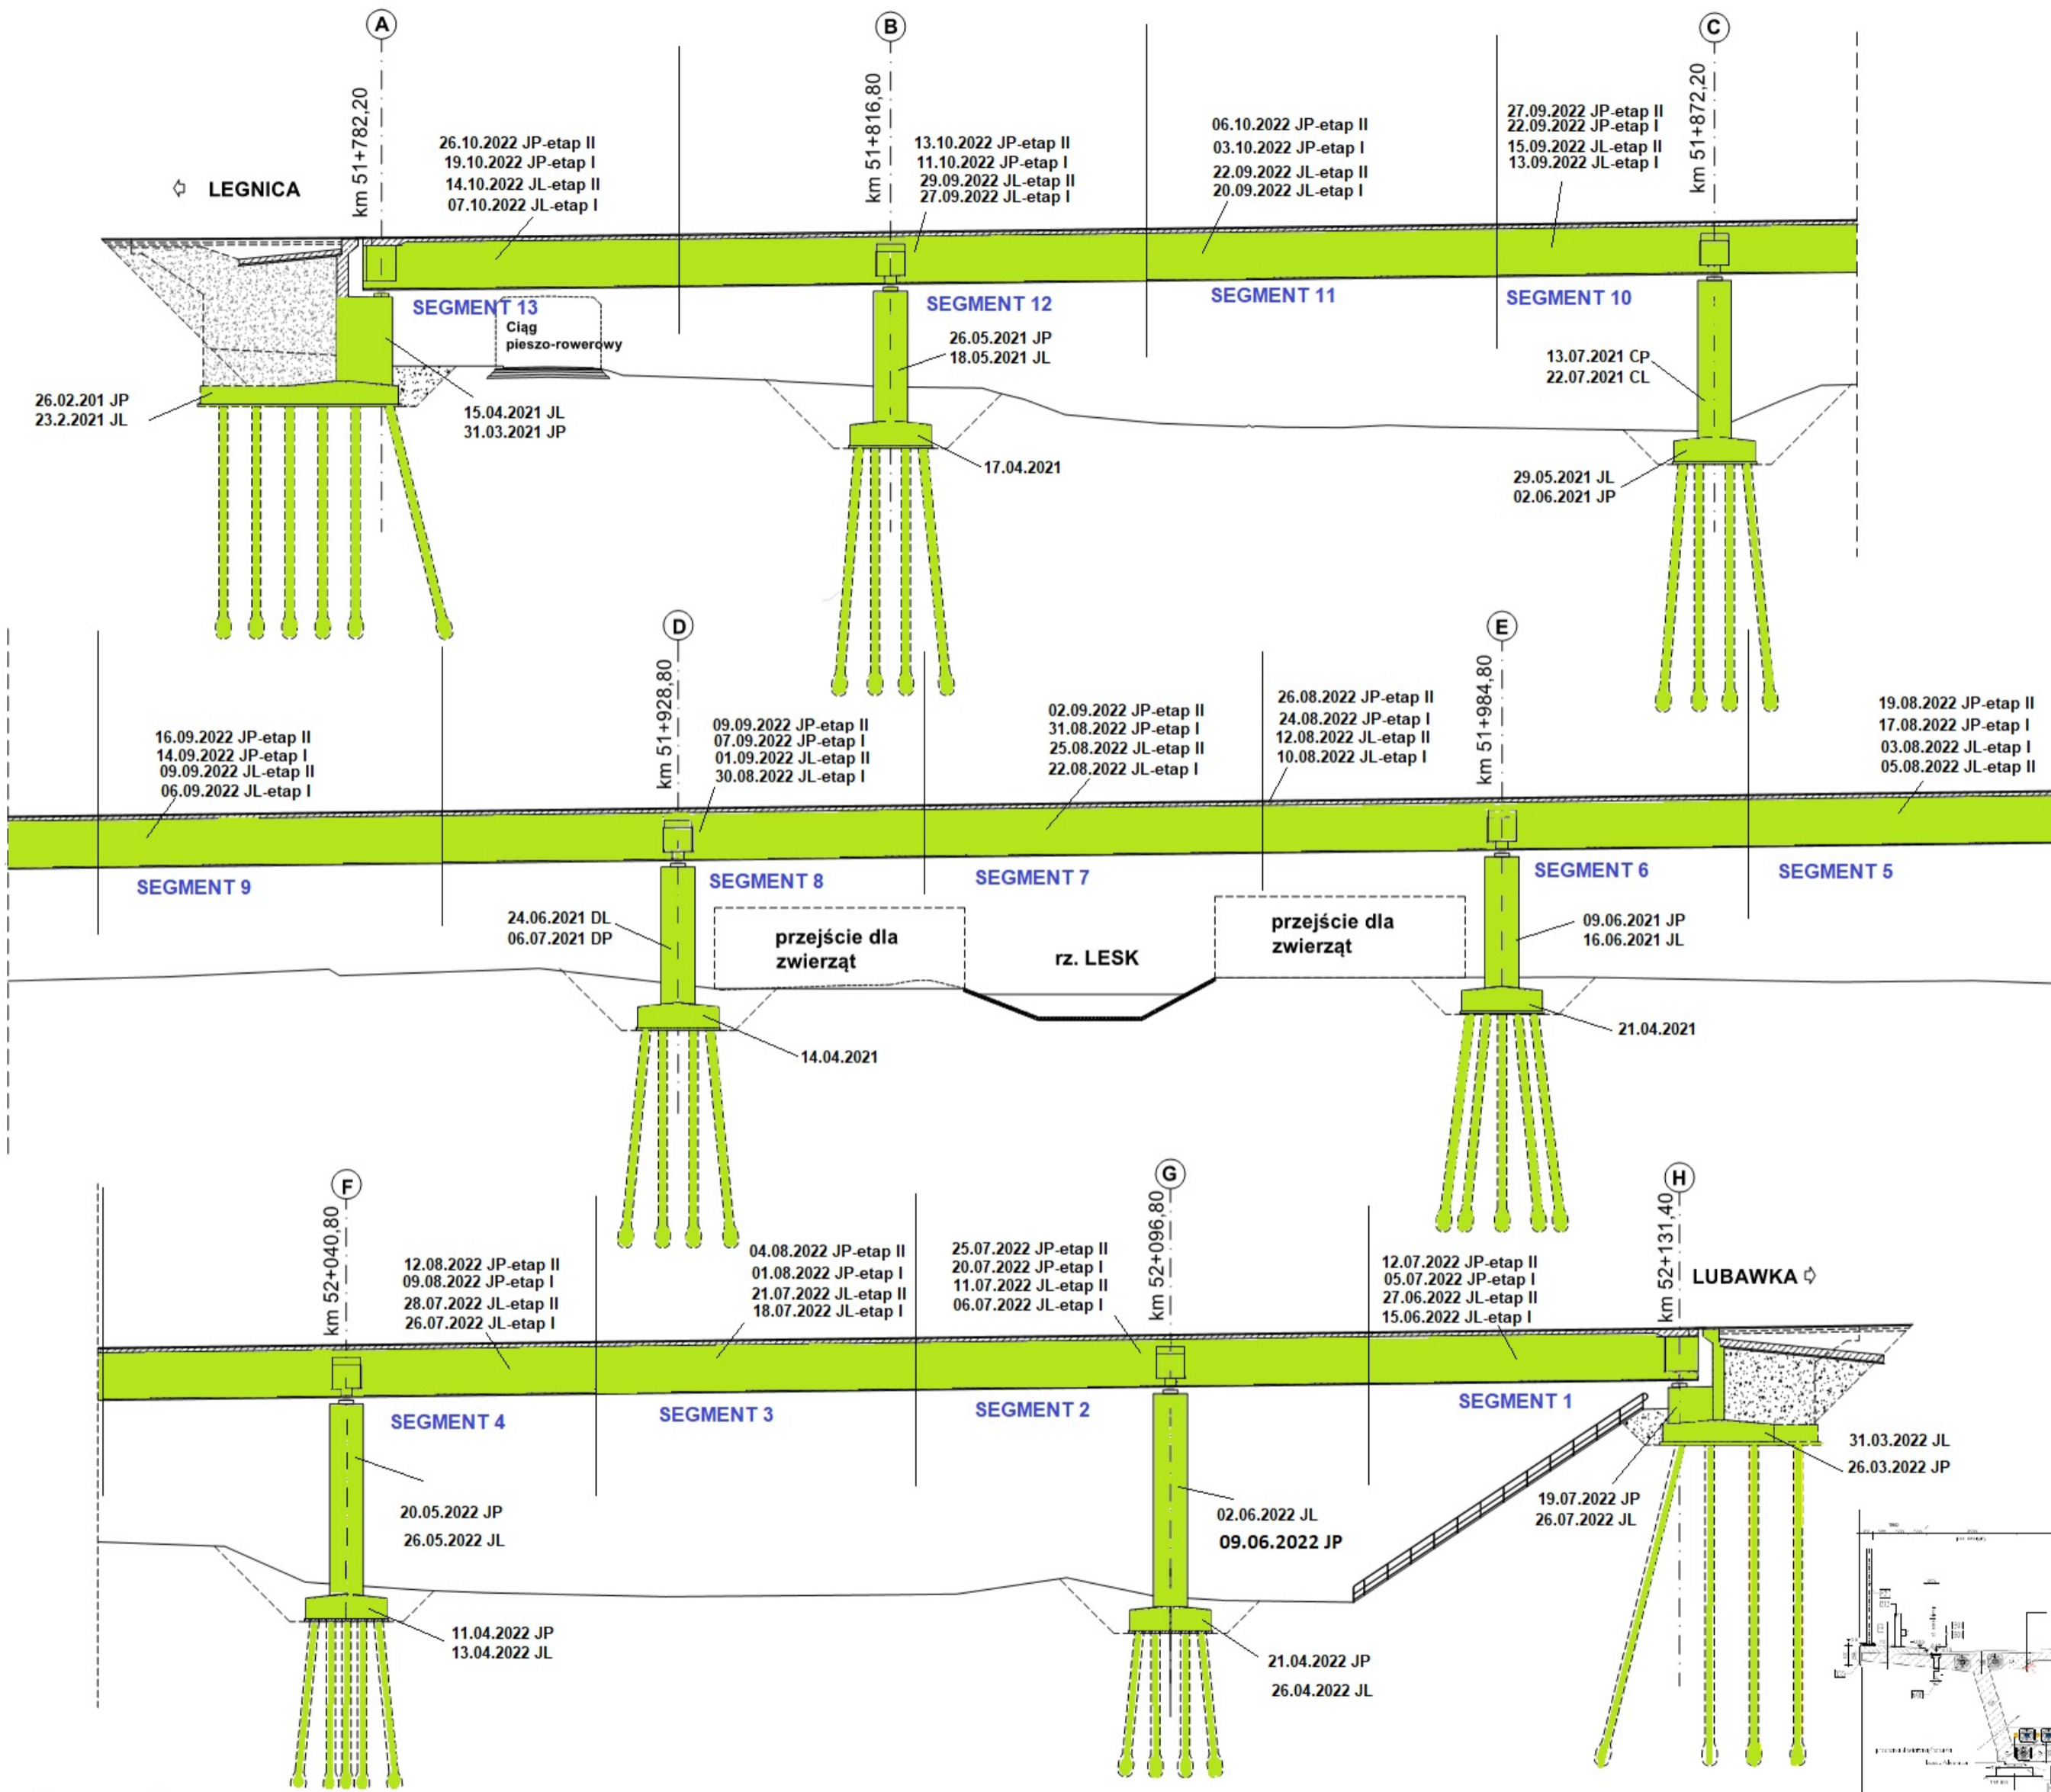 A
B
C
km 51+782,20
km 51+816,80
km 51+872,20
LEGNICA
26.10.2022 JP-etap II
19.10.2022 JP-etap I
14.10.2022 JL-etap II
07.10.2022 JL-etap I
13.10.2022 JP-etap II
11.10.2022 JP-etap I
29.09.2022 JL-etap II
27.09.2022 JL-etap I
06.10.2022 JP-etap II
03.10.2022 JP-etap I
22.09.2022 JL-etap II
20.09.2022 JL-etap I
27.09.2022 JP-etap II
22.09.2022 JP-etap I
15.09.2022 JL-etap II
13.09.2022 JL-etap I
SEGMENT 13
SEGMENT 12
SEGMENT 11
SEGMENT 10
Ciąg
pieszo-rowerowy
26.05.2021 JP
18.05.2021 JL
13.07.2021 CP
22.07.2021 CL
26.02.201 JP
23.2.2021 JL
15.04.2021 JL
31.03.2021 JP
17.04.2021
29.05.2021 JL
02.06.2021 JP
D
E
km 51+928,80
km 51+984,80
16.09.2022 JP-etap II
14.09.2022 JP-etap I
09.09.2022 JL-etap II
06.09.2022 JL-etap I
09.09.2022 JP-etap II
07.09.2022 JP-etap I
01.09.2022 JL-etap II
30.08.2022 JL-etap I
02.09.2022 JP-etap II
31.08.2022 JP-etap I
25.08.2022 JL-etap II
22.08.2022 JL-etap I
26.08.2022 JP-etap II
24.08.2022 JP-etap I
12.08.2022 JL-etap II
10.08.2022 JL-etap I
19.08.2022 JP-etap II
17.08.2022 JP-etap I
03.08.2022 JL-etap I
05.08.2022 JL-etap II
SEGMENT 9
SEGMENT 8
SEGMENT 7
SEGMENT 6
SEGMENT 5
24.06.2021 DL
06.07.2021 DP
przejście dla
zwierząt
rz. LESK
przejście dla
zwierząt
09.06.2021 JP
16.06.2021 JL
14.04.2021
21.04.2021
F
G
H
km 52+040,80
km 52+096,80
km 52+131,40
LUBAWKA
12.08.2022 JP-etap II
09.08.2022 JP-etap I
28.07.2022 JL-etap II
26.07.2022 JL-etap I
04.08.2022 JP-etap II
01.08.2022 JP-etap I
21.07.2022 JL-etap II
18.07.2022 JL-etap I
25.07.2022 JP-etap II
20.07.2022 JP-etap I
11.07.2022 JL-etap II
06.07.2022 JL-etap I
12.07.2022 JP-etap II
05.07.2022 JP-etap I
27.06.2022 JL-etap II
15.06.2022 JL-etap I
SEGMENT 4
SEGMENT 3
SEGMENT 2
SEGMENT 1
20.05.2022 JP
26.05.2022 JL
02.06.2022 JL
09.06.2022 JP
19.07.2022 JP
26.07.2022 JL
31.03.2022 JL
26.03.2022 JP
11.04.2022 JP
13.04.2022 JL
21.04.2022 JP
26.04.2022 JL